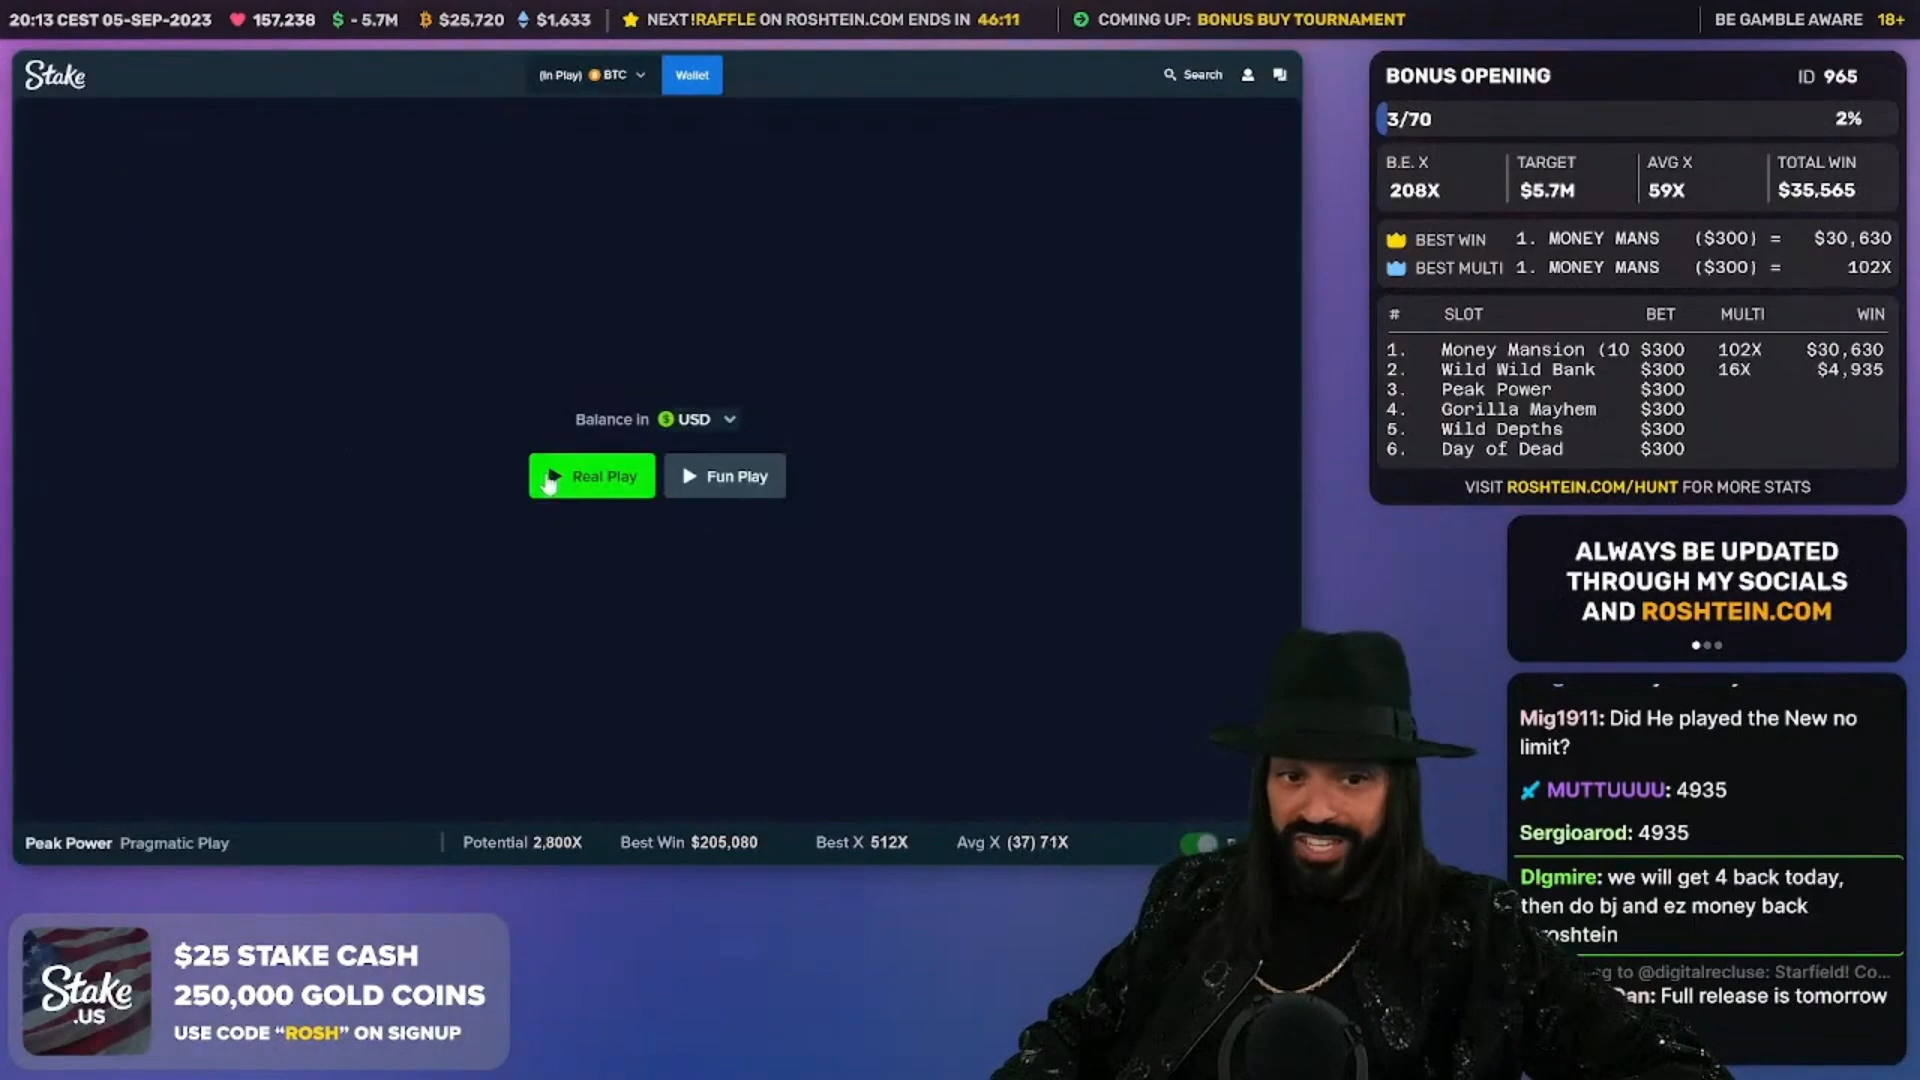 20:13 CEST 05-SEP-2023 157,238 $ - 5.7M $25,720 $1,633 NEXT !RAFFLE ON ROSHTEIN.COM ENDS IN 46:11 COMING UP: BONUS BUY TOURNAMENT BE GAMBLE AWARE 18+
Stake (In Play) BTC Wallet Search
Balance in USD
Real Play Fun Play
Peak Power Pragmatic Play Potential 2,800X Best Win $205,080 Best X 512X Avg X (37) 71X
BONUS OPENING ID 965
3/70 2%
B.E. X TARGET AVG X TOTAL WIN
208X $5.7M 59X $35,565
BEST WIN 1. MONEY MANS ($300) = $30,630
BEST MULTI 1. MONEY MANS ($300) = 102X
# SLOT BET MULTI WIN
1. Money Mansion (10 $300 102X $30,630
2. Wild Wild Bank $300 16X $4,935
3. Peak Power $300
4. Gorilla Mayhem $300
5. Wild Depths $300
6. Day of Dead $300
VISIT ROSHTEIN.COM/HUNT FOR MORE STATS
ALWAYS BE UPDATED
THROUGH MY SOCIALS
AND ROSHTEIN.COM
Mig1911: Did He played the New no
limit?
MUTTUUUU: 4935
Sergioarod: 4935
DIgmire: we will get 4 back today,
then do bj and ez money back
roshtein
to @digitalrecluse: Starfield! Co...
Full release is tomorrow
Stake
.US
$25 STAKE CASH
250,000 GOLD COINS
USE CODE “ROSH” ON SIGNUP